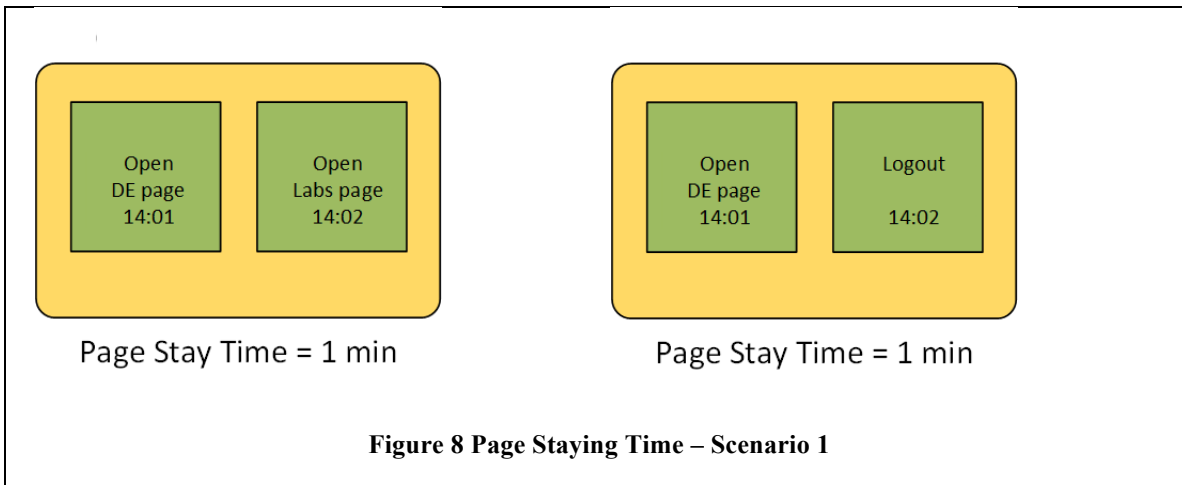 Open
DE page
14:01
Open
Labs page
14:02
Page Stay Time = 1 min
Open
DE page
14:01
Logout
14:02
Page Stay Time = 1 min
Figure 8 Page Staying Time – Scenario 1